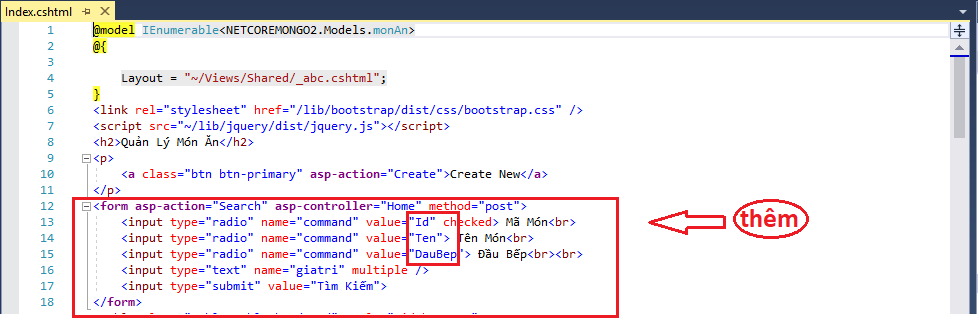 Index.cshtml
1 @model IEnumerable<NETCOREMONGO2.Models.monAn>
2 @{
3
4 Layout = "~/Views/Shared/_abc.cshtml";
5 }
6 <link rel="stylesheet" href="/lib/bootstrap/dist/css/bootstrap.css" />
7 <script src="~/lib/jquery/dist/jquery.js"></script>
8 <h2>Quản Lý Món Ăn</h2>
9 <p>
10 <a class="btn btn-primary" asp-action="Create">Create New</a>
11 </p>
12 <form asp-action="Search" asp-controller="Home" method="post">
13 <input type="radio" name="command" value="Id" checked> Mã Món<br>
14 <input type="radio" name="command" value="Ten"> Tên Món<br>
15 <input type="radio" name="command" value="DauBep"> Đầu Bếp<br><br>
16 <input type="text" name="giatri" multiple />
17 <input type="submit" value="Tìm Kiếm">
18 </form>
thêm